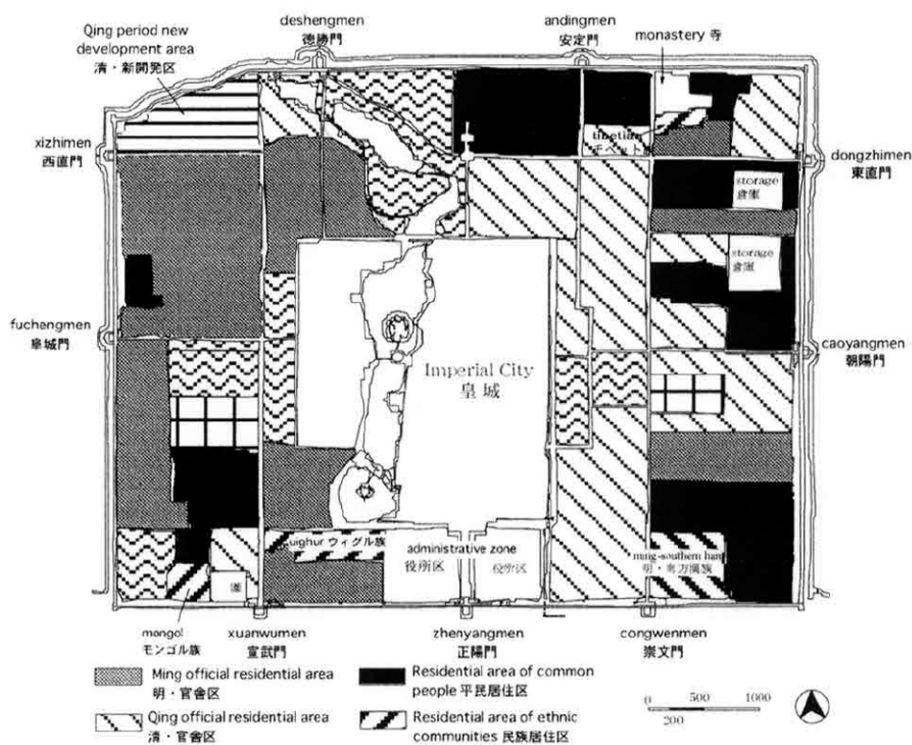 deshengmen
徳勝門
andingmen
安定門
Qing period new
development area
清・新開発区
monastery 寺
xizhimen
西直門
tibetian
チベット
dongzhimen
東直門
storage
倉庫
storage
倉庫
fuchengmen
阜城門
Imperial City
皇城
caoyangmen
朝陽門
uighur ウイグル族
administrative zone
役所区
役所区
ming-southern han
明・南方漢族
mongol
モンゴル族
xuanwumen
宣武門
zhenyangmen
正陽門
congwenmen
崇文門
Ming official residential area
明・官舎区
Residential area of common
people 平民居住区
Qing official residential area
清・官舎区
Residential area of ethnic
communities 民族居住区
0 500 1000
200